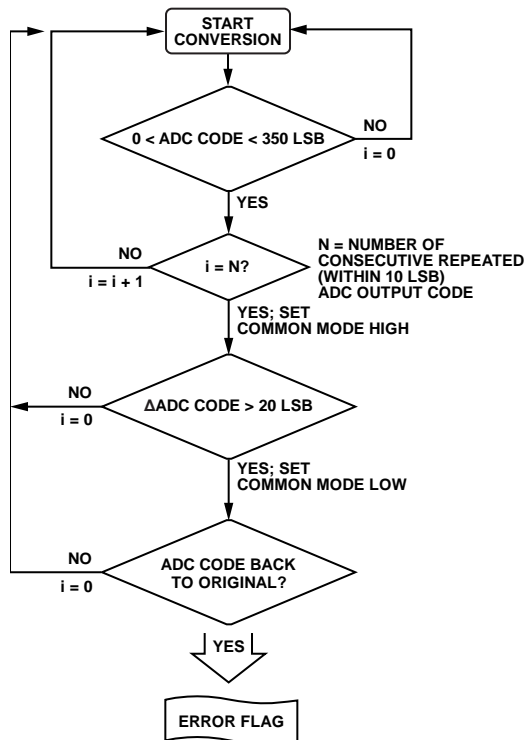 START
CONVERSION
0 < ADC CODE < 350 LSB
NO
i = 0
YES
NO
i = i + 1
i = N?
N = NUMBER OF
CONSECUTIVE REPEATED
(WITHIN 10 LSB)
ADC OUTPUT CODE
YES; SET
COMMON MODE HIGH
NO
i = 0
ΔADC CODE > 20 LSB
YES; SET
COMMON MODE LOW
NO
i = 0
ADC CODE BACK
TO ORIGINAL?
YES
ERROR FLAG